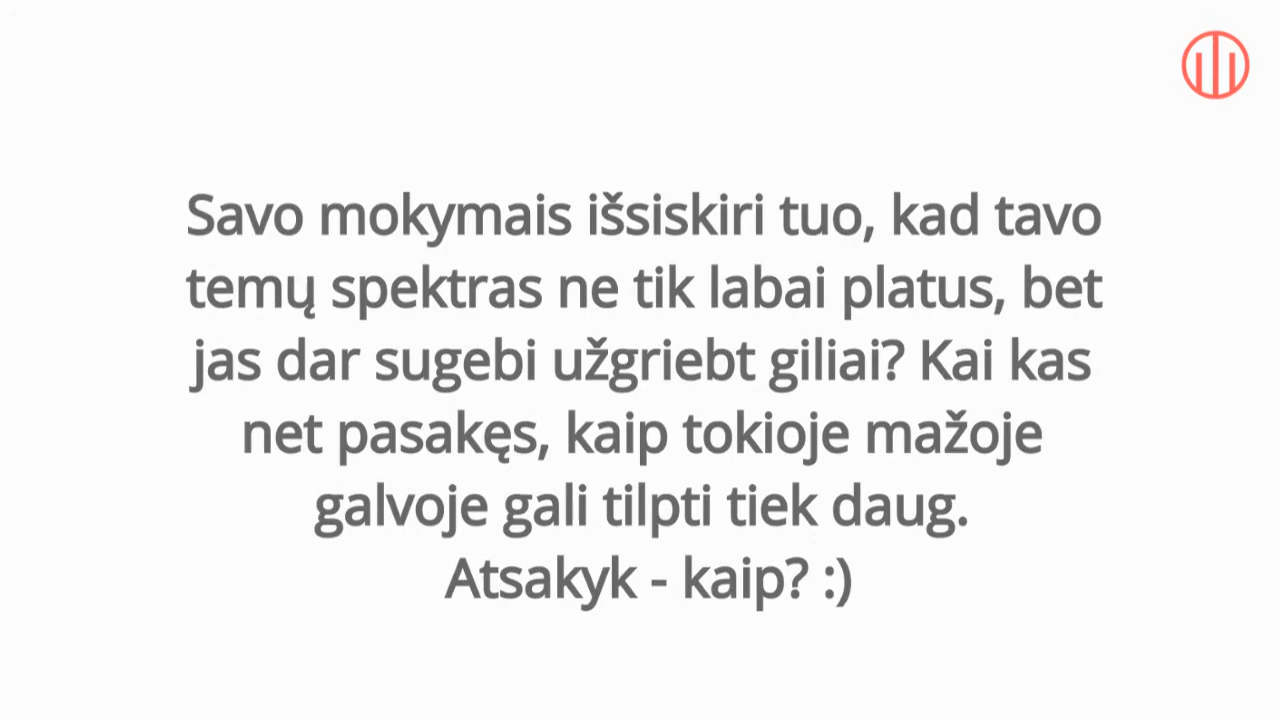 Savo mokymais išsiskiri tuo, kad tavo
temų spektras ne tik labai platus, bet
jas dar sugebi užgriebt giliai? Kai kas
net pasakęs, kaip tokioje mažoje
galvoje gali tilpti tiek daug.
Atsakyk - kaip? :)